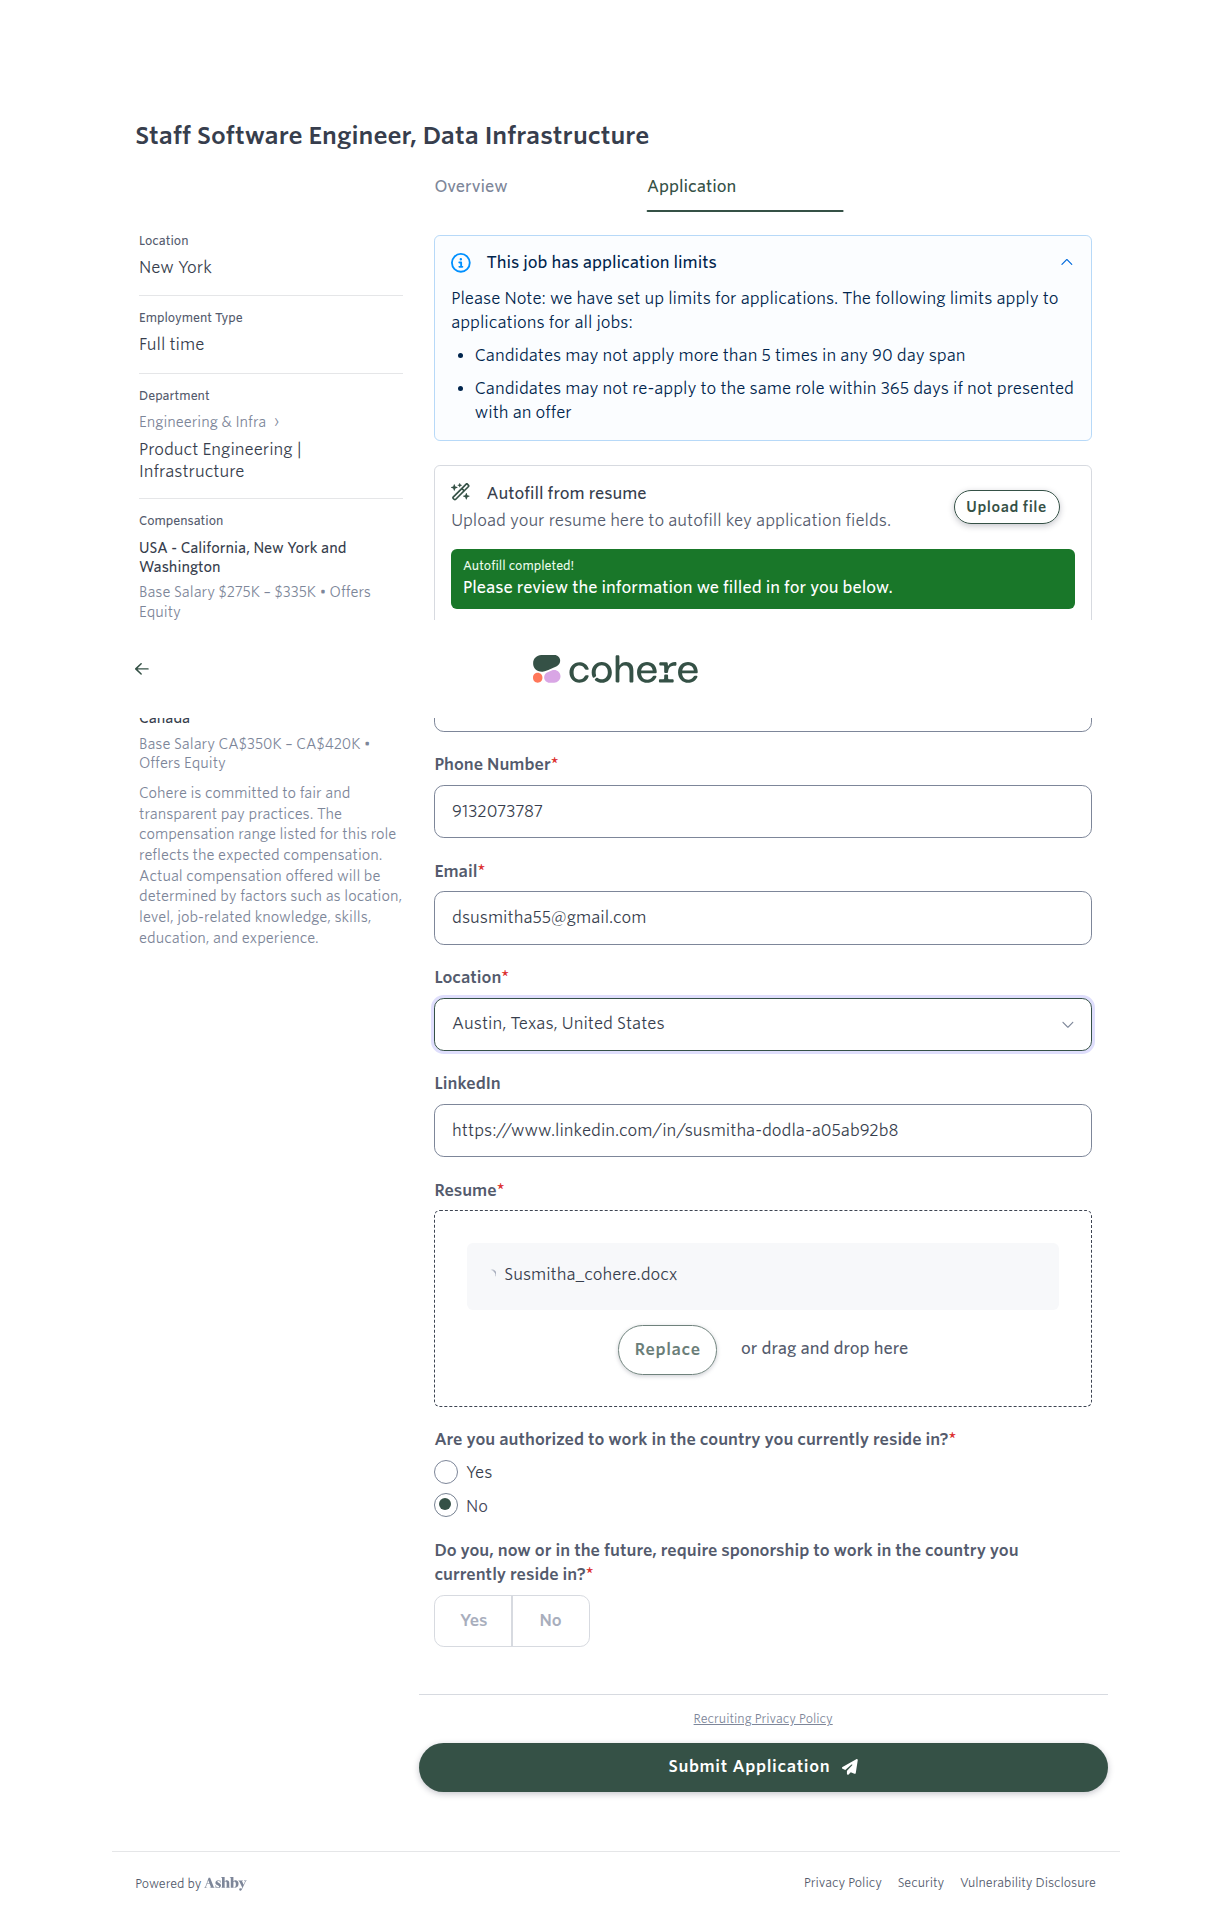 Staff Software Engineer, Data Infrastructure
Overview
Application
Location
New York
Employment Type
Full time
Department
Engineering & Infra
Product Engineering |
Infrastructure
Compensation
USA - California, New York and
Washington
Base Salary $275K – $335K • Offers
Equity
This job has application limits
Please Note: we have set up limits for applications. The following limits apply to
applications for all jobs:
• Candidates may not apply more than 5 times in any 90 day span
• Candidates may not re-apply to the same role within 365 days if not presented
with an offer
Autofill from resume
Upload your resume here to autofill key application fields.
Upload file
Autofill completed!
Please review the information we filled in for you below.
cohere
Canada
Base Salary CA$350K – CA$420K •
Offers Equity
Cohere is committed to fair and
transparent pay practices. The
compensation range listed for this role
reflects the expected compensation.
Actual compensation offered will be
determined by factors such as location,
level, job-related knowledge, skills,
education, and experience.
Phone Number*
9132073787
Email*
dsusmitha55@gmail.com
Location*
Austin, Texas, United States
LinkedIn
https://www.linkedin.com/in/susmitha-dodla-a05ab92b8
Resume*
Susmitha_cohere.docx
Replace
or drag and drop here
Are you authorized to work in the country you currently reside in?*
Yes
No
Do you, now or in the future, require sponorship to work in the country you
currently reside in?*
Yes
No
Recruiting Privacy Policy
Submit Application
Powered by Ashby
Privacy Policy
Security
Vulnerability Disclosure